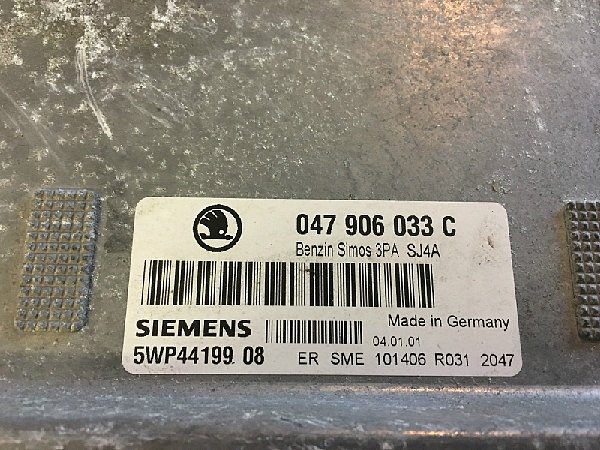 047 906 033 C
Benzin Simos 3PA SJ4A
SIEMENS
Made in Germany
04.01.01
5WP44199 08 ER SME 101406 R031 2047